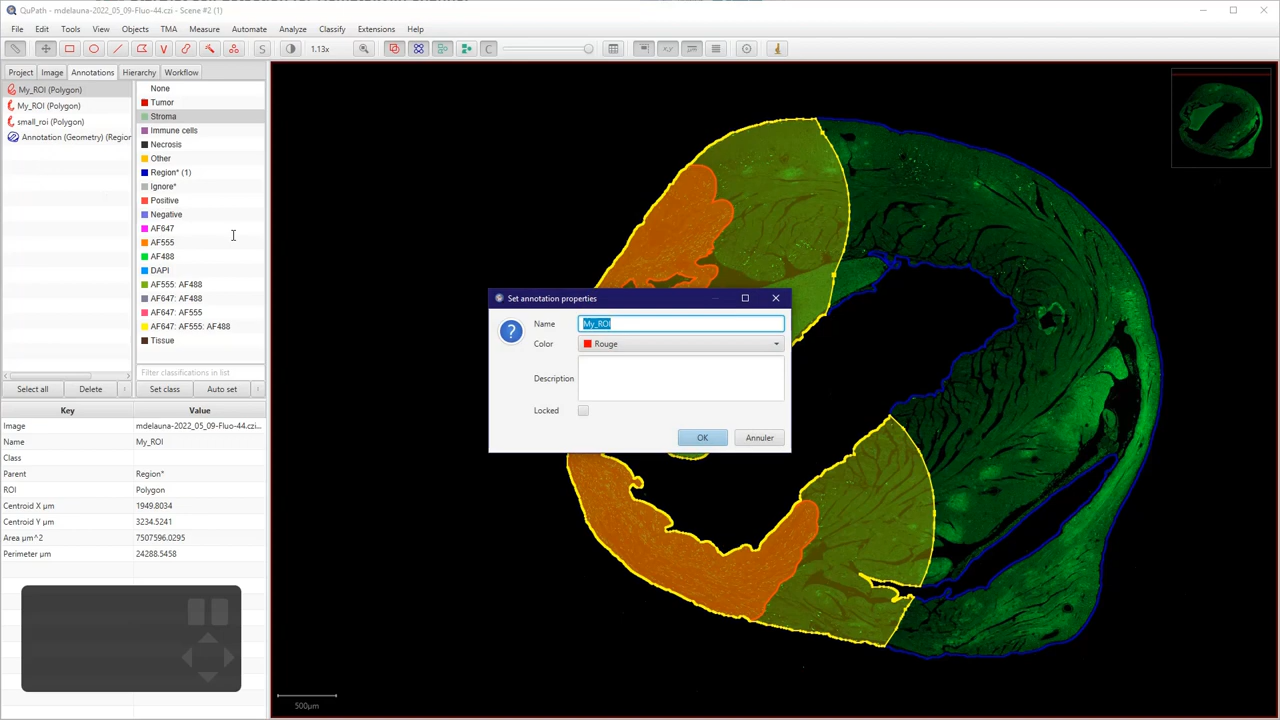 QuPath - mdelauna-2022_05_09-Fluo-44.czi - Scene #2 (1)
File Edit Tools View Objects TMA Measure Automate Analyze Classify Extensions Help
1.13x
S
C
Project Image Annotations Hierarchy Workflow
My_ROI (Polygon)
My_ROI (Polygon)
small_roi (Polygon)
Annotation (Geometry) (Regior
None
Tumor
Stroma
Immune cells
Necrosis
Other
Region* (1)
Ignore*
Positive
Negative
AF647
AF555
AF488
DAPI
AF555: AF488
AF647: AF488
AF647: AF555
AF647: AF555: AF488
Tissue
Filter classifications in list
Select all Delete Set class Auto set
Key Value
Image mdelauna-2022_05_09-Fluo-44.czi...
Name My_ROI
Class
Parent Region*
ROI Polygon
Centroid X µm 1949.8034
Centroid Y µm 3234.5241
Area µm^2 7507596.0295
Perimeter µm 24288.5458
Set annotation properties
Name My_ROI
Color Rouge
Description
Locked
OK Annuler
500µm